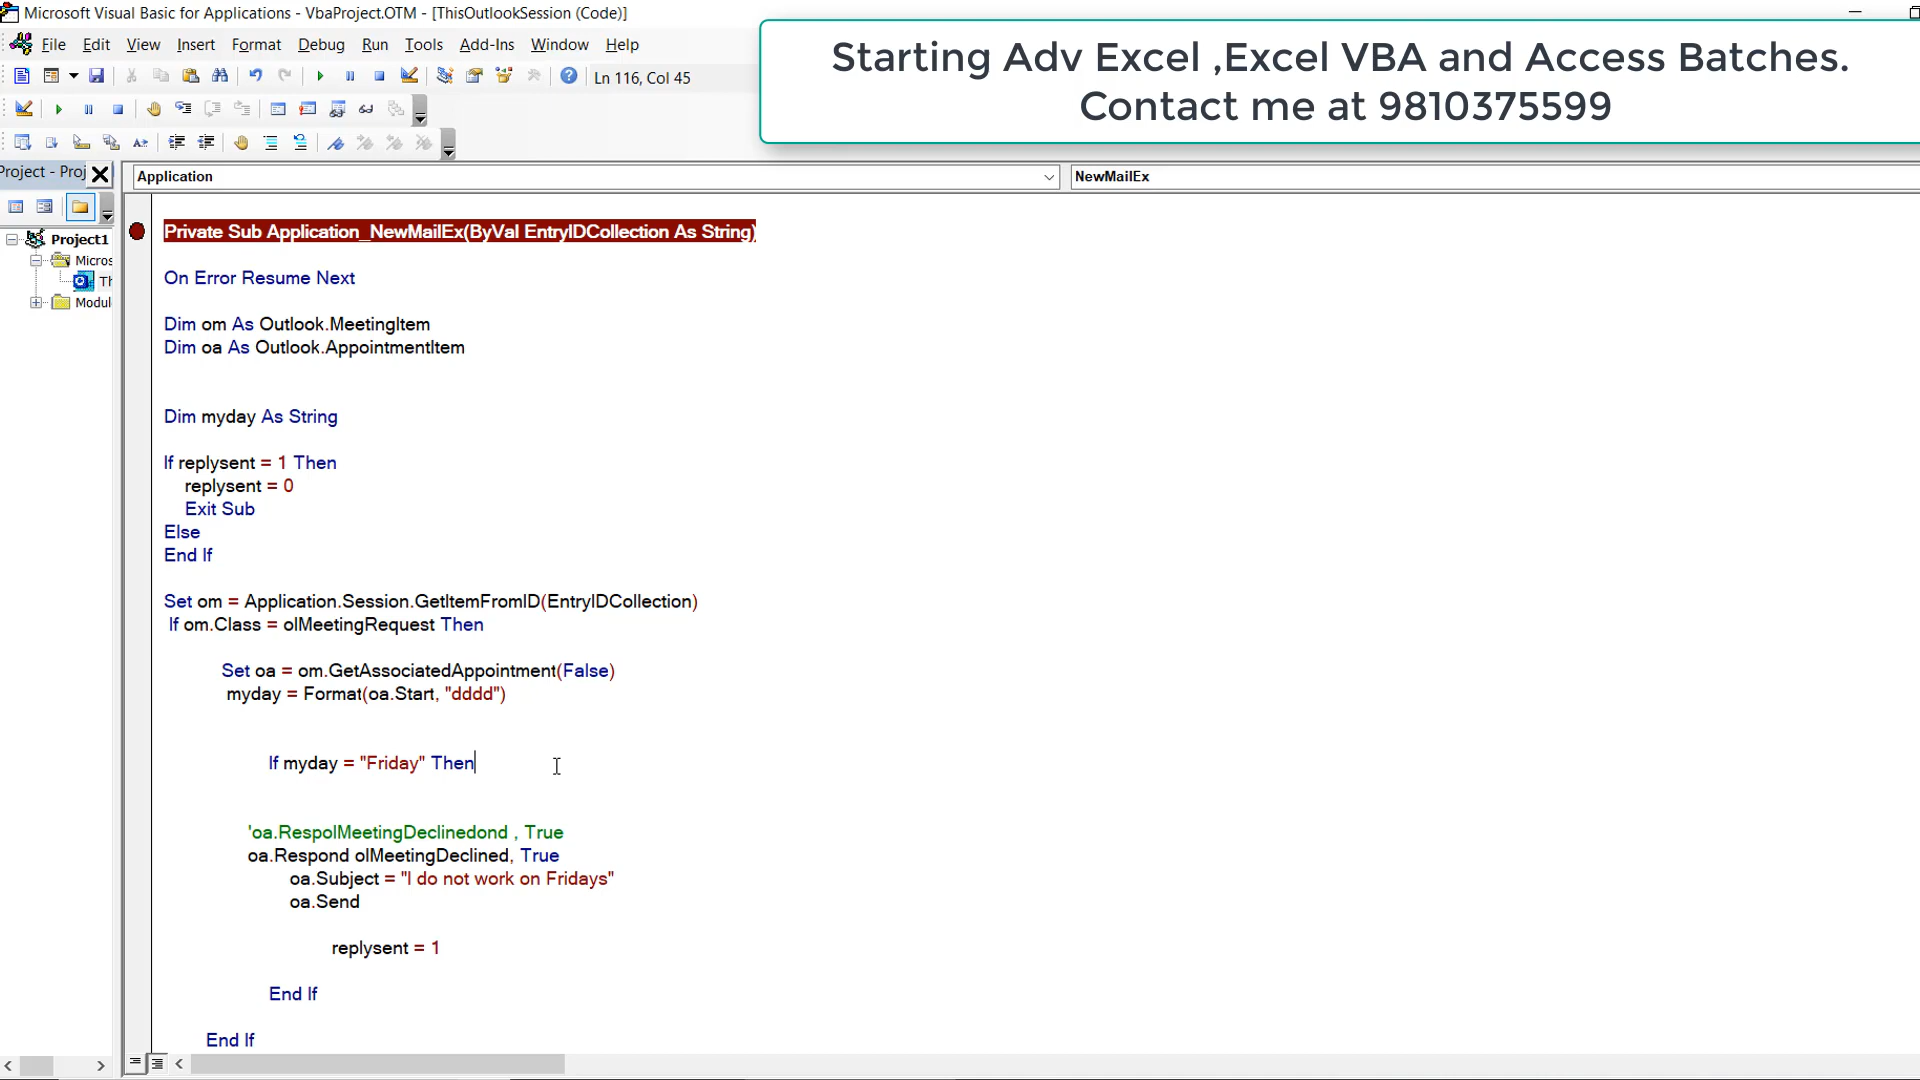 Microsoft Visual Basic for Applications - VbaProject.OTM - [ThisOutlookSession (Code)]
File Edit View Insert Format Debug Run Tools Add-Ins Window Help
Ln 116, Col 45
Starting Adv Excel ,Excel VBA and Access Batches.
Contact me at 9810375599
Project - Proj
Application
NewMailEx
Project1
Micros
Th
Modul
Private Sub Application_NewMailEx(ByVal EntryIDCollection As String)
On Error Resume Next
Dim om As Outlook.MeetingItem
Dim oa As Outlook.AppointmentItem
Dim myday As String
If replysent = 1 Then
replysent = 0
Exit Sub
Else
End If
Set om = Application.Session.GetItemFromID(EntryIDCollection)
If om.Class = olMeetingRequest Then
Set oa = om.GetAssociatedAppointment(False)
myday = Format(oa.Start, "dddd")
If myday = "Friday" Then
'oa.RespolMeetingDeclinedond , True
oa.Respond olMeetingDeclined, True
oa.Subject = "I do not work on Fridays"
oa.Send
replysent = 1
End If
End If